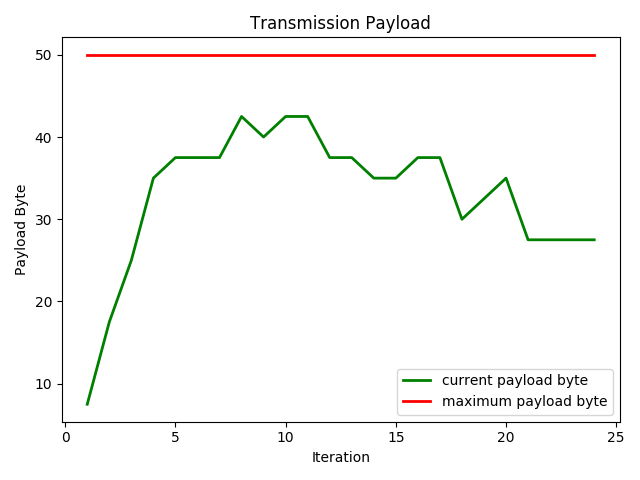 Transmission Payload
50
40
30
20
10
Payload Byte
0
5
10
15
20
25
Iteration
current payload byte
maximum payload byte